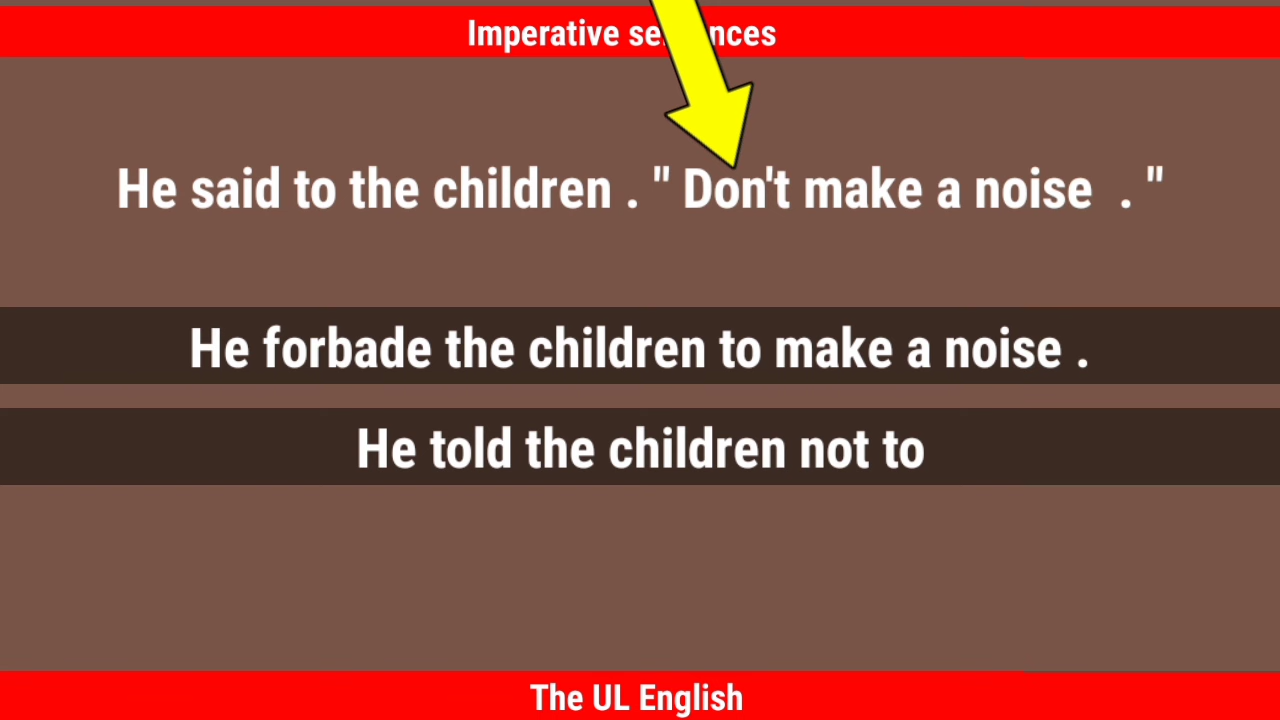 Imperative sentences
He said to the children . " Don't make a noise . "
He forbade the children to make a noise .
He told the children not to
The UL English